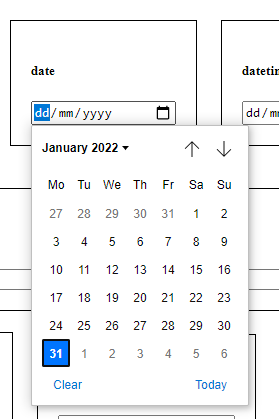 date
datetim
dd/mm/yyyy
dd/mm
January 2022
Mo Tu We Th Fr Sa Su
27 28 29 30 31 1 2
3 4 5 6 7 8 9
10 11 12 13 14 15 16
17 18 19 20 21 22 23
24 25 26 27 28 29 30
31 1 2 3 4 5 6
Clear Today